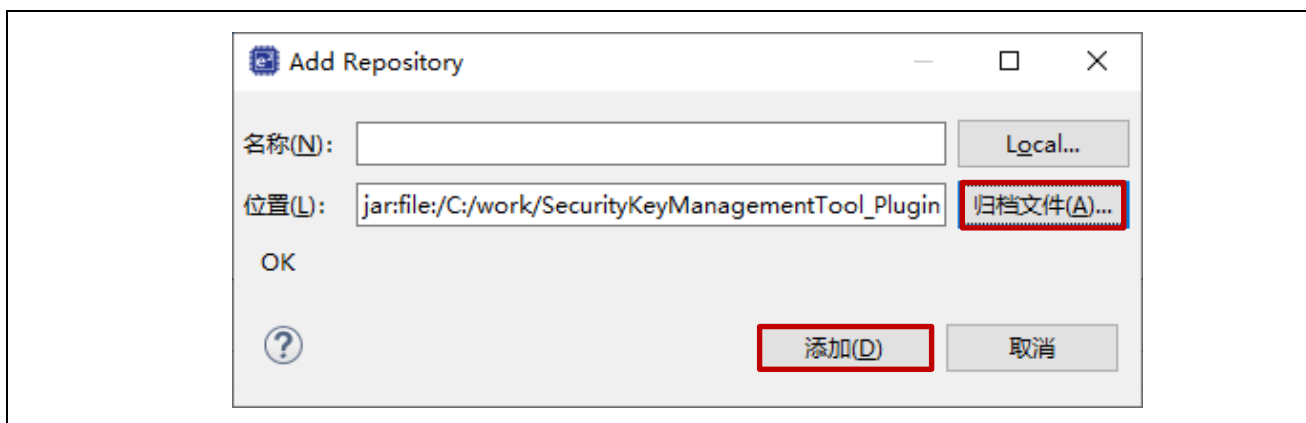 e² Add Repository
名称(N): Local...
位置(L): jar:file:/C:/work/SecurityKeyManagementTool_Plugin 归档文件(A)...
OK
? 添加(D) 取消